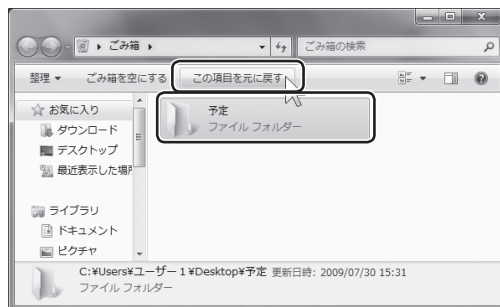 ごみ箱
ごみ箱の検索
整理 ごみ箱を空にする この項目を元に戻す
お気に入り
ダウンロード
デスクトップ
最近表示した場所
ライブラリ
ドキュメント
ピクチャ
予定
ファイル フォルダー
C:¥Users¥ユーザー1¥Desktop¥予定 更新日時: 2009/07/30 15:31
ファイル フォルダー